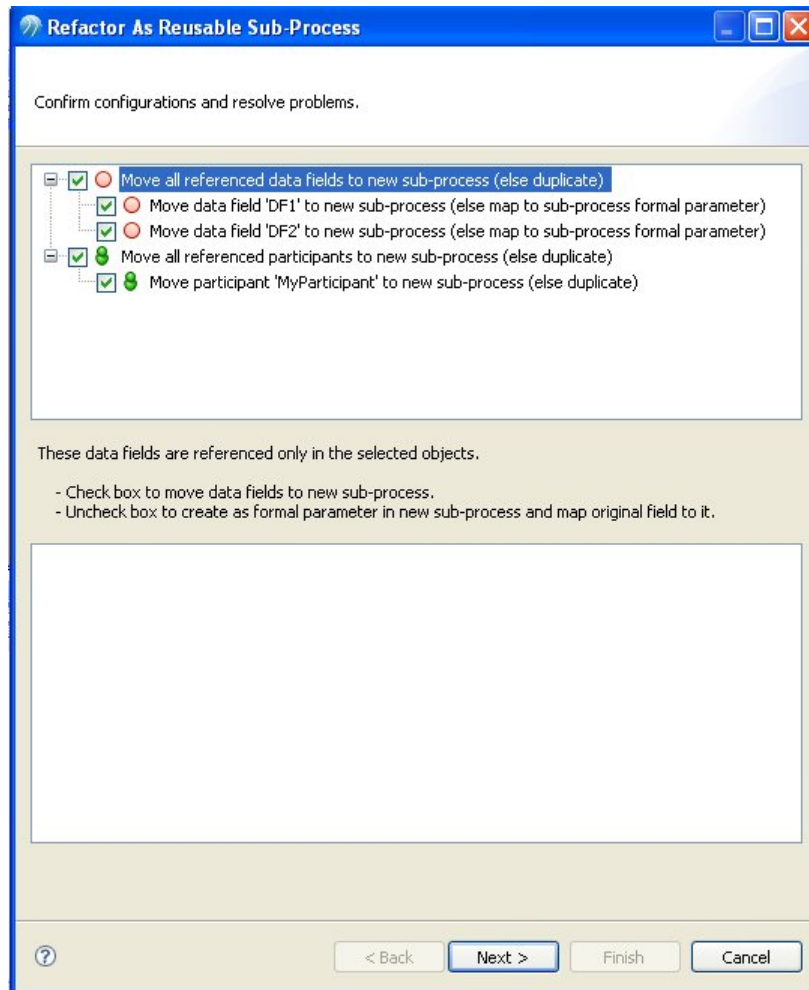 Refactor As Reusable Sub-Process
Confirm configurations and resolve problems.
Move all referenced data fields to new sub-process (else duplicate)
Move data field 'DF1' to new sub-process (else map to sub-process formal parameter)
Move data field 'DF2' to new sub-process (else map to sub-process formal parameter)
Move all referenced participants to new sub-process (else duplicate)
Move participant 'MyParticipant' to new sub-process (else duplicate)
These data fields are referenced only in the selected objects.
- Check box to move data fields to new sub-process.
- Uncheck box to create as formal parameter in new sub-process and map original field to it.
? < Back Next > Finish Cancel